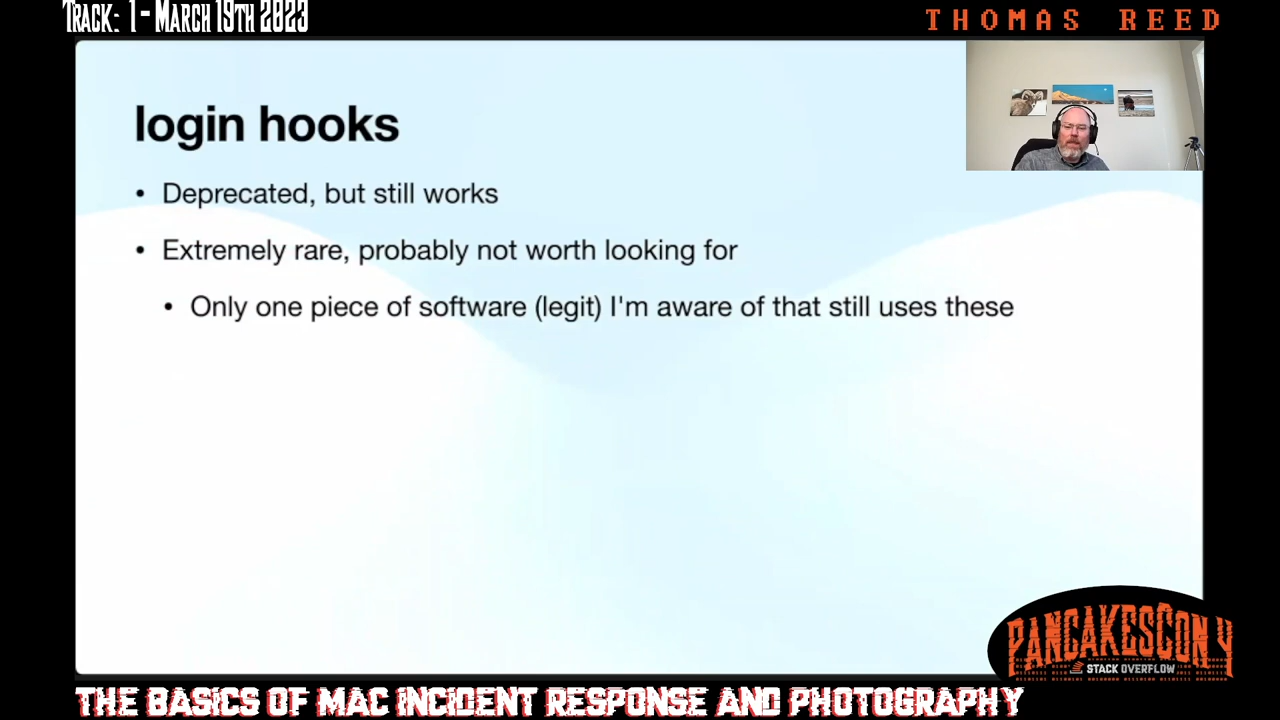 Track: 1 - March 19th 2023
THOMAS REED
login hooks
• Deprecated, but still works
• Extremely rare, probably not worth looking for
• Only one piece of software (legit) I'm aware of that still uses these
PANCAKESCON 4
STACK OVERFLOW
THE BASICS OF MAC INCIDENT RESPONSE AND PHOTOGRAPHY